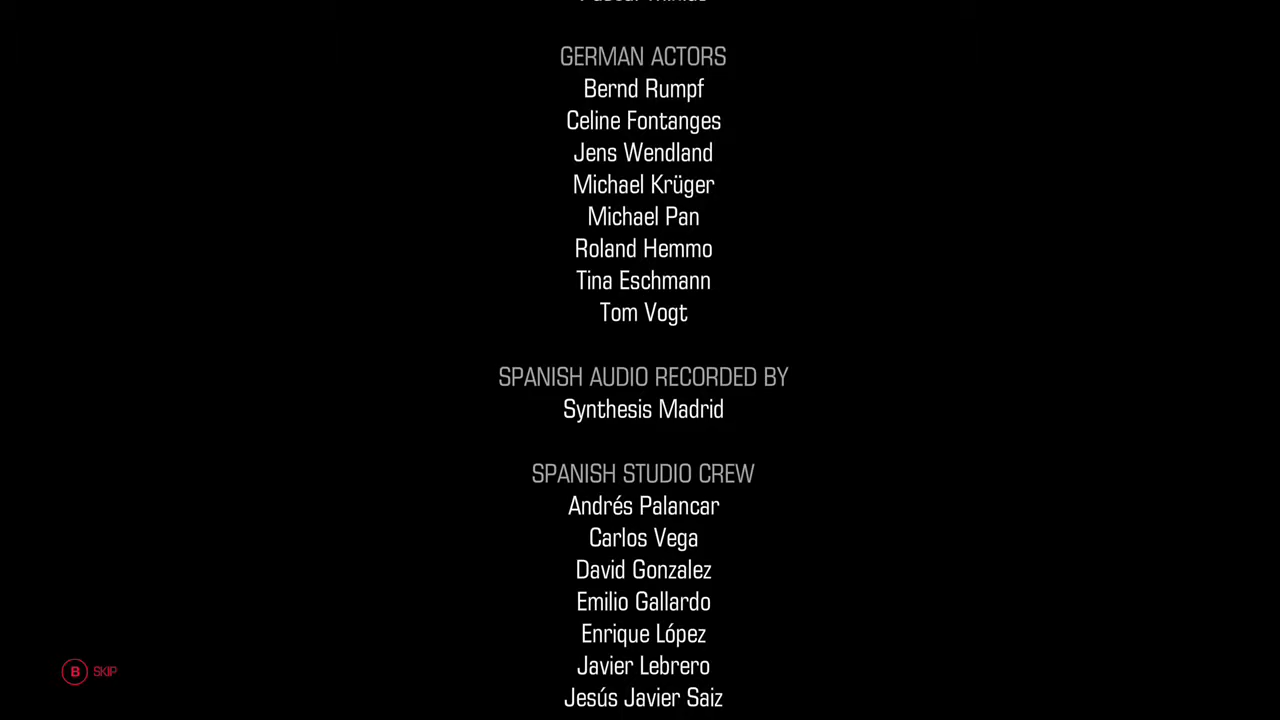 GERMAN ACTORS
Bernd Rumpf
Celine Fontanges
Jens Wendland
Michael Krüger
Michael Pan
Roland Hemmo
Tina Eschmann
Tom Vogt
SPANISH AUDIO RECORDED BY
Synthesis Madrid
SPANISH STUDIO CREW
Andrés Palancar
Carlos Vega
David Gonzalez
Emilio Gallardo
Enrique López
Javier Lebrero
B SKIP
Jesús Javier Saiz